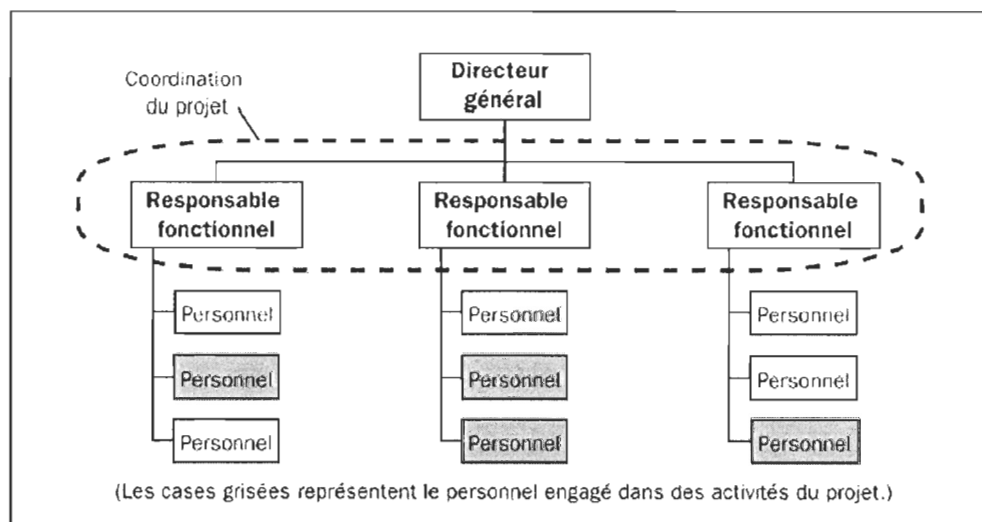 Directeur
général
Coordination
du projet
Responsable
fonctionnel
Responsable
fonctionnel
Responsable
fonctionnel
Personnel
Personnel
Personnel
Personnel
Personnel
Personnel
Personnel
Personnel
Personnel
(Les cases grisées représentent le personnel engagé dans des activités du projet.)